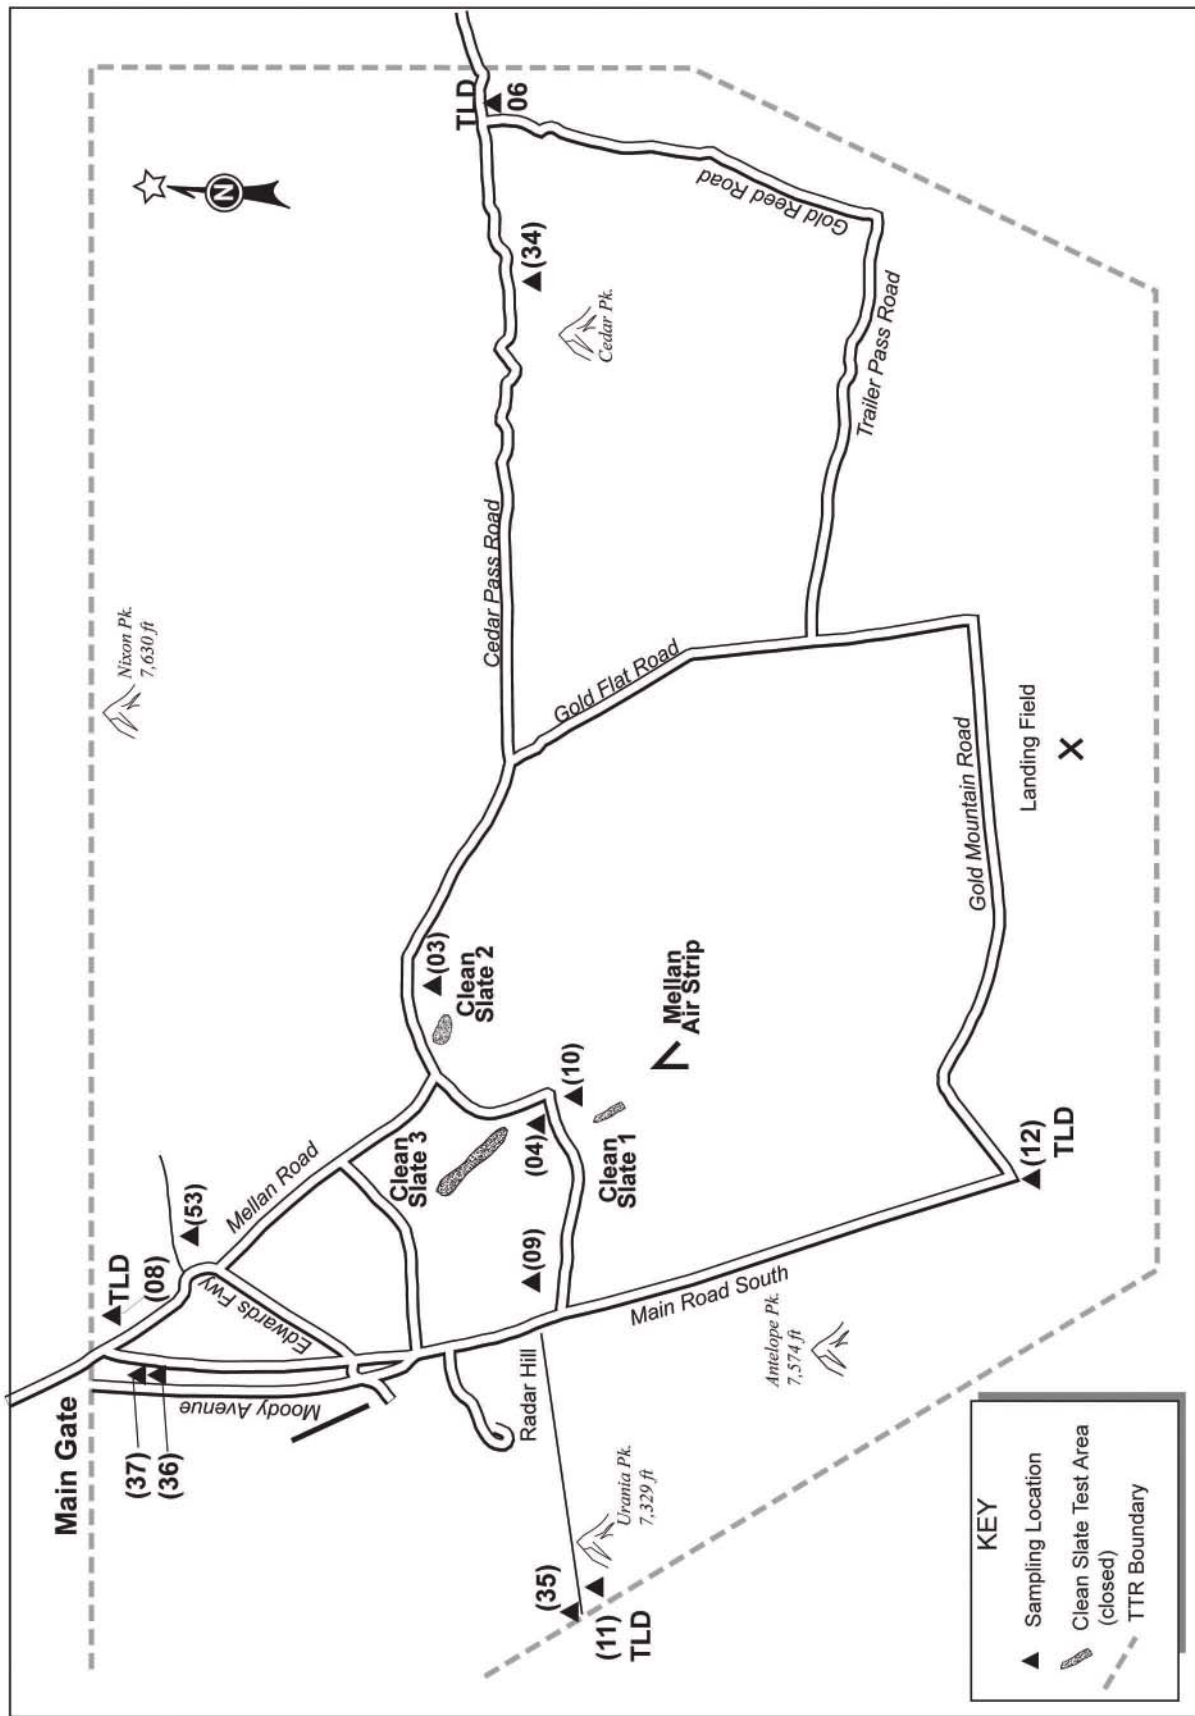 Main Gate
(37)
(36)
Moody Avenue
TLD
(08)
(53)
Edwards Fwy
Mellan Road
Nixon Pk.
7,630 ft
N
TLD
06
(35)
(11)
TLD
Urania Pk.
7,329 ft
Radar Hill
(09)
Clean
Slate 3
(04)
(10)
Clean
Slate 1
(03)
Clean
Slate 2
Cedar Pass Road
(34)
Cedar Pk.
Gold Reed Road
Gold Flat Road
Mellan
Air Strip
Antelope Pk.
7,574 ft
Main Road South
Trailer Pass Road
Gold Mountain Road
Landing Field
X
(12)
TLD
KEY
Sampling Location
Clean Slate Test Area
(closed)
TTR Boundary